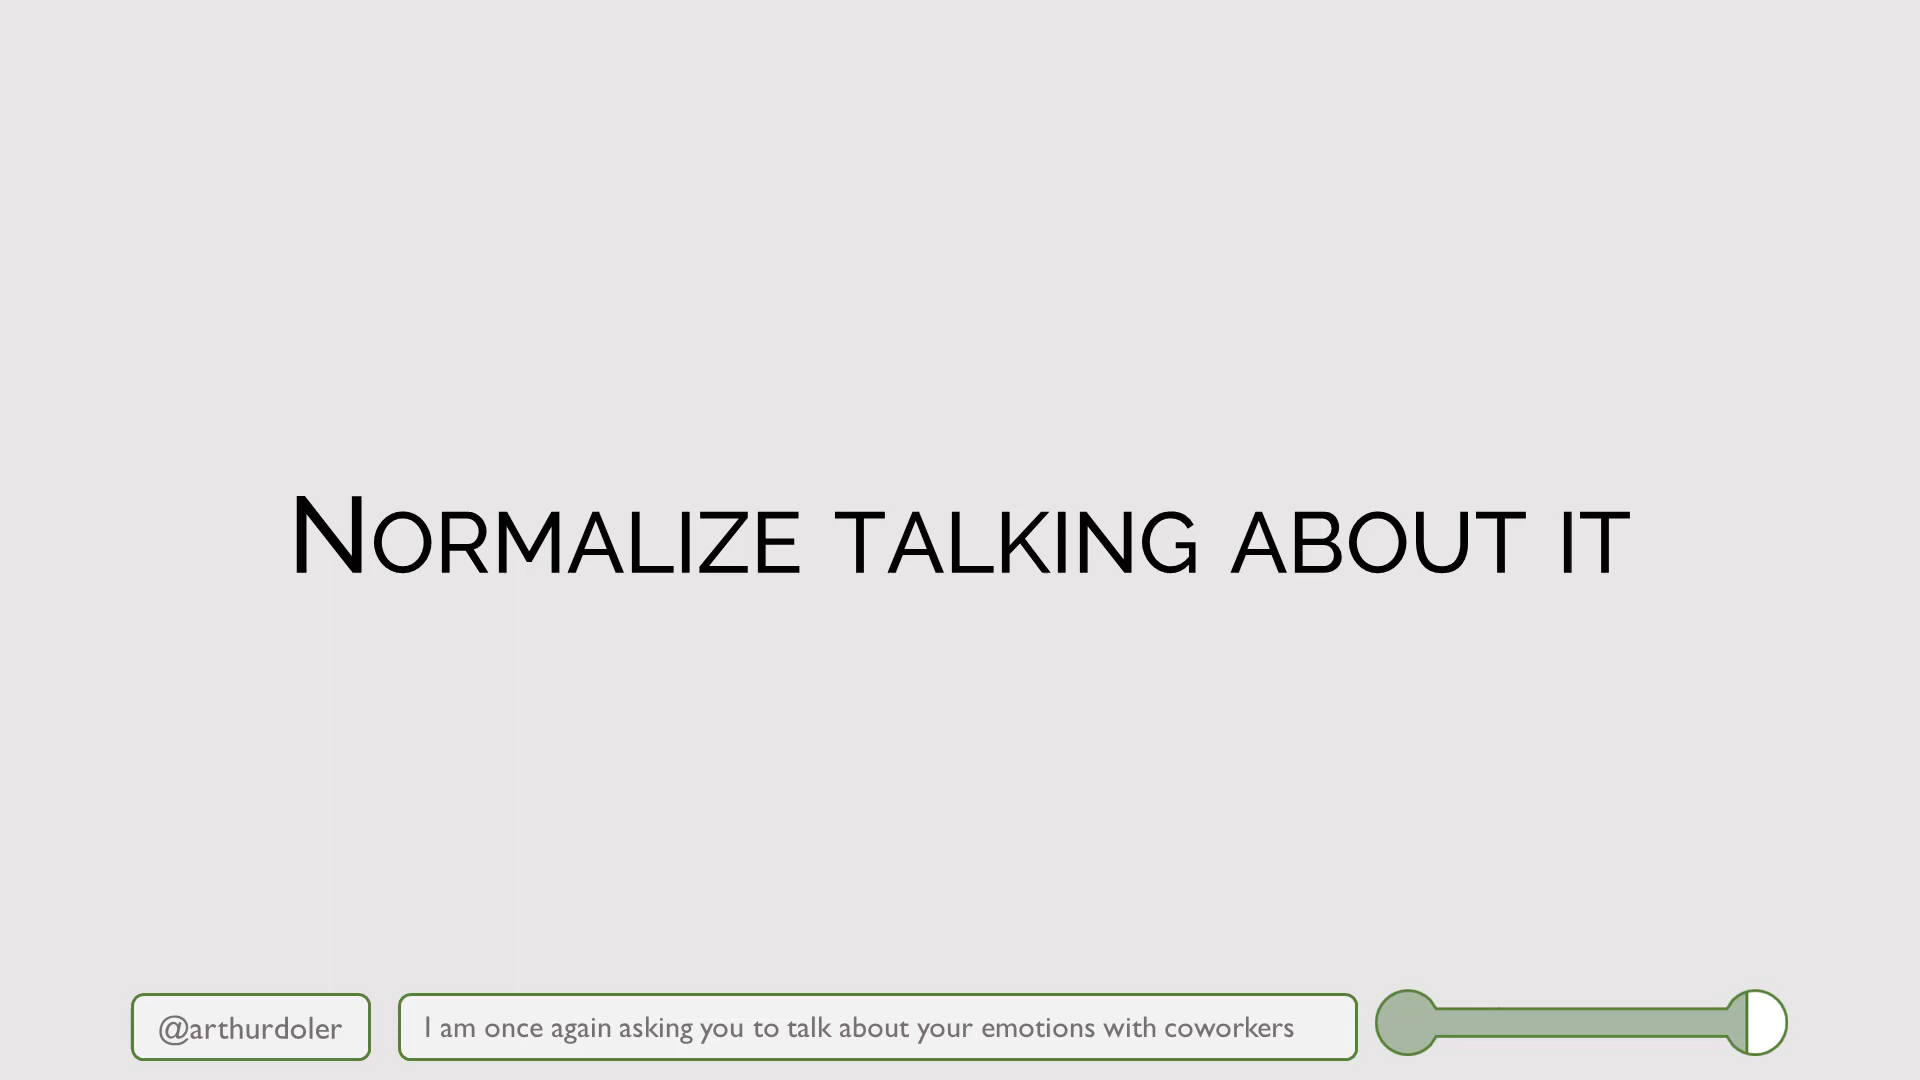 Normalize talking about it
@arthurdoler
I am once again asking you to talk about your emotions with coworkers